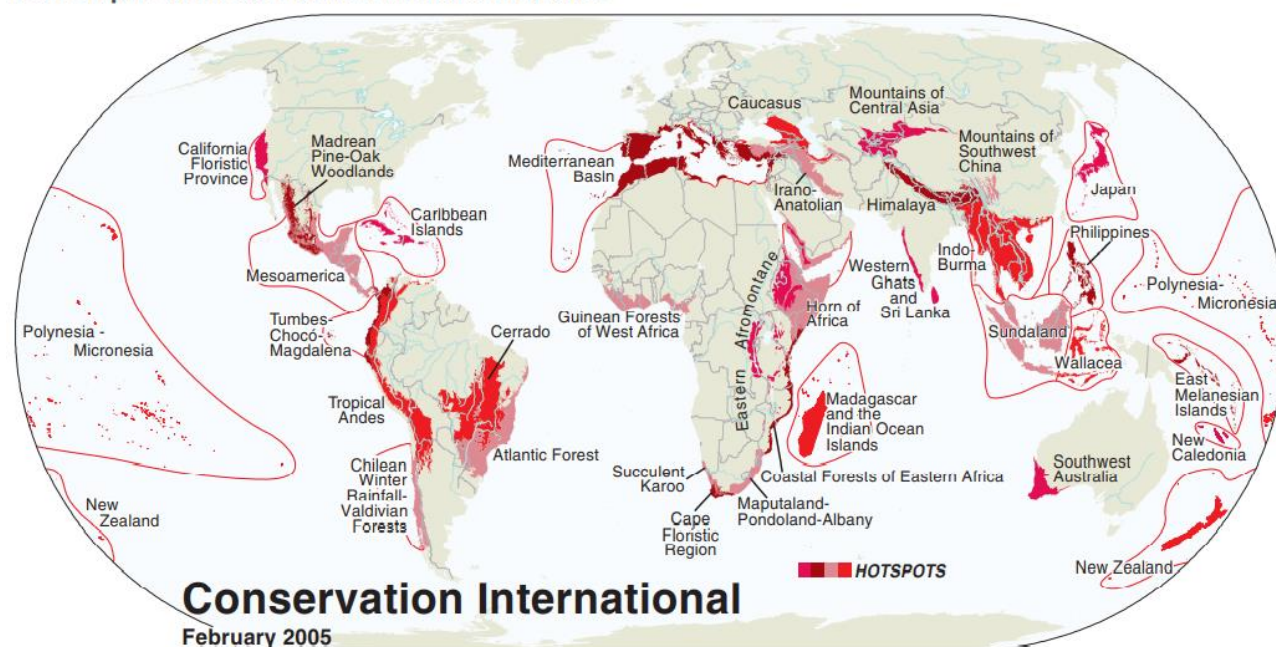 California
Floristic
Province
Madrean
Pine-Oak
Woodlands
Caribbean
Islands
Mesoamerica
Polynesia -
Micronesia
Tumbes-
Chocó-
Magdalena
Cerrado
Tropical
Andes
Atlantic Forest
Chilean
Winter
Rainfall-
Valdivian
Forests
New
Zealand
Mediterranean
Basin
Caucasus
Mountains of
Central Asia
Mountains of
Southwest
China
Irano-
Anatolian
Himalaya
Japan
Philippines
Indo-
Burma
Western
Ghats
and
Sri Lanka
Guinean Forests
of West Africa
Eastern Afromontane
Horn of
Africa
Sundaland
Wallacea
Polynesia-
Micronesia
East
Melanesian
Islands
New
Caledonia
Madagascar
and the
Indian Ocean
Islands
Coastal Forests of Eastern Africa
Succulent
Karoo
Maputaland-
Pondoland-Albany
Cape
Floristic
Region
Southwest
Australia
New Zealand
HOTSPOTS
Conservation International
February 2005